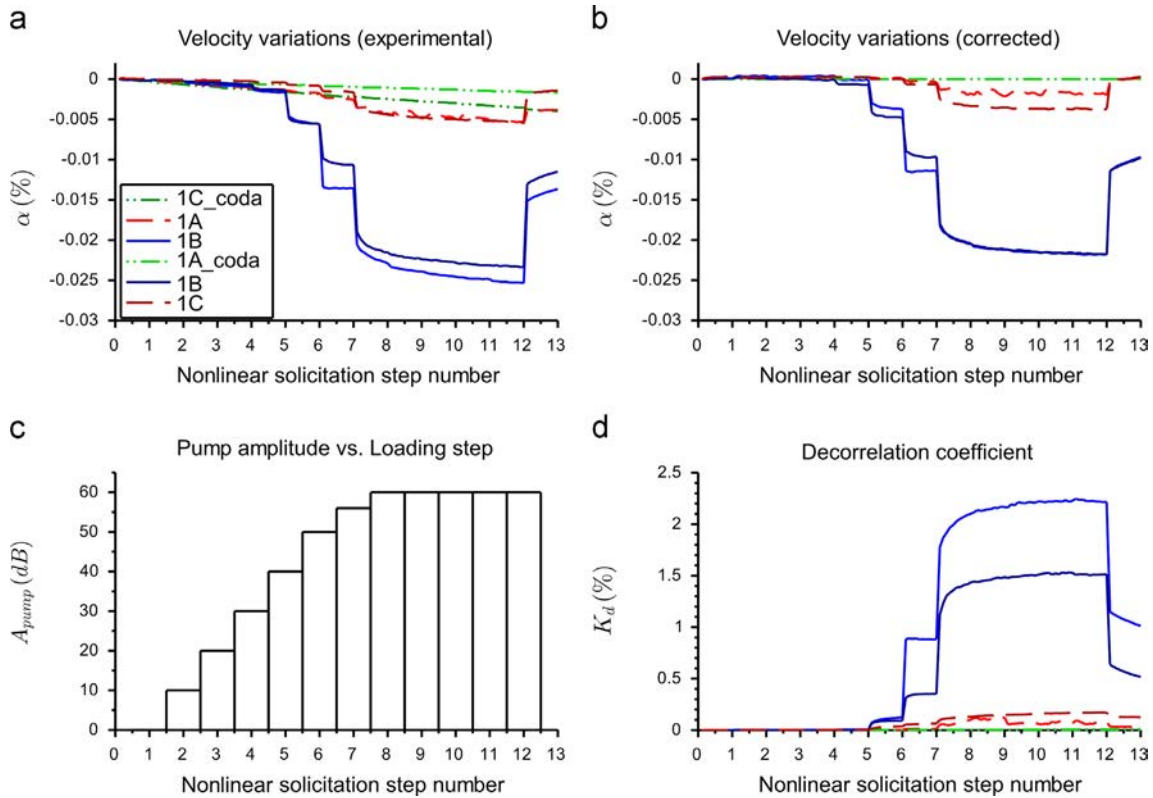 a
Velocity variations (experimental)
0
-0.005
-0.01
-0.015
-0.02
-0.025
-0.03
α (%)
1C_coda
1A
1B
1A_coda
1B
1C
0 1 2 3 4 5 6 7 8 9 10 11 12 13
Nonlinear solicitation step number
b
Velocity variations (corrected)
0
-0.005
-0.01
-0.015
-0.02
-0.025
-0.03
α (%)
0 1 2 3 4 5 6 7 8 9 10 11 12 13
Nonlinear solicitation step number
c
Pump amplitude vs. Loading step
60
50
40
30
20
10
0
A_pump (dB)
0 1 2 3 4 5 6 7 8 9 10 11 12 13
Nonlinear solicitation step number
d
Decorrelation coefficient
2.5
2
1.5
1
0.5
0
K_d (%)
0 1 2 3 4 5 6 7 8 9 10 11 12 13
Nonlinear solicitation step number